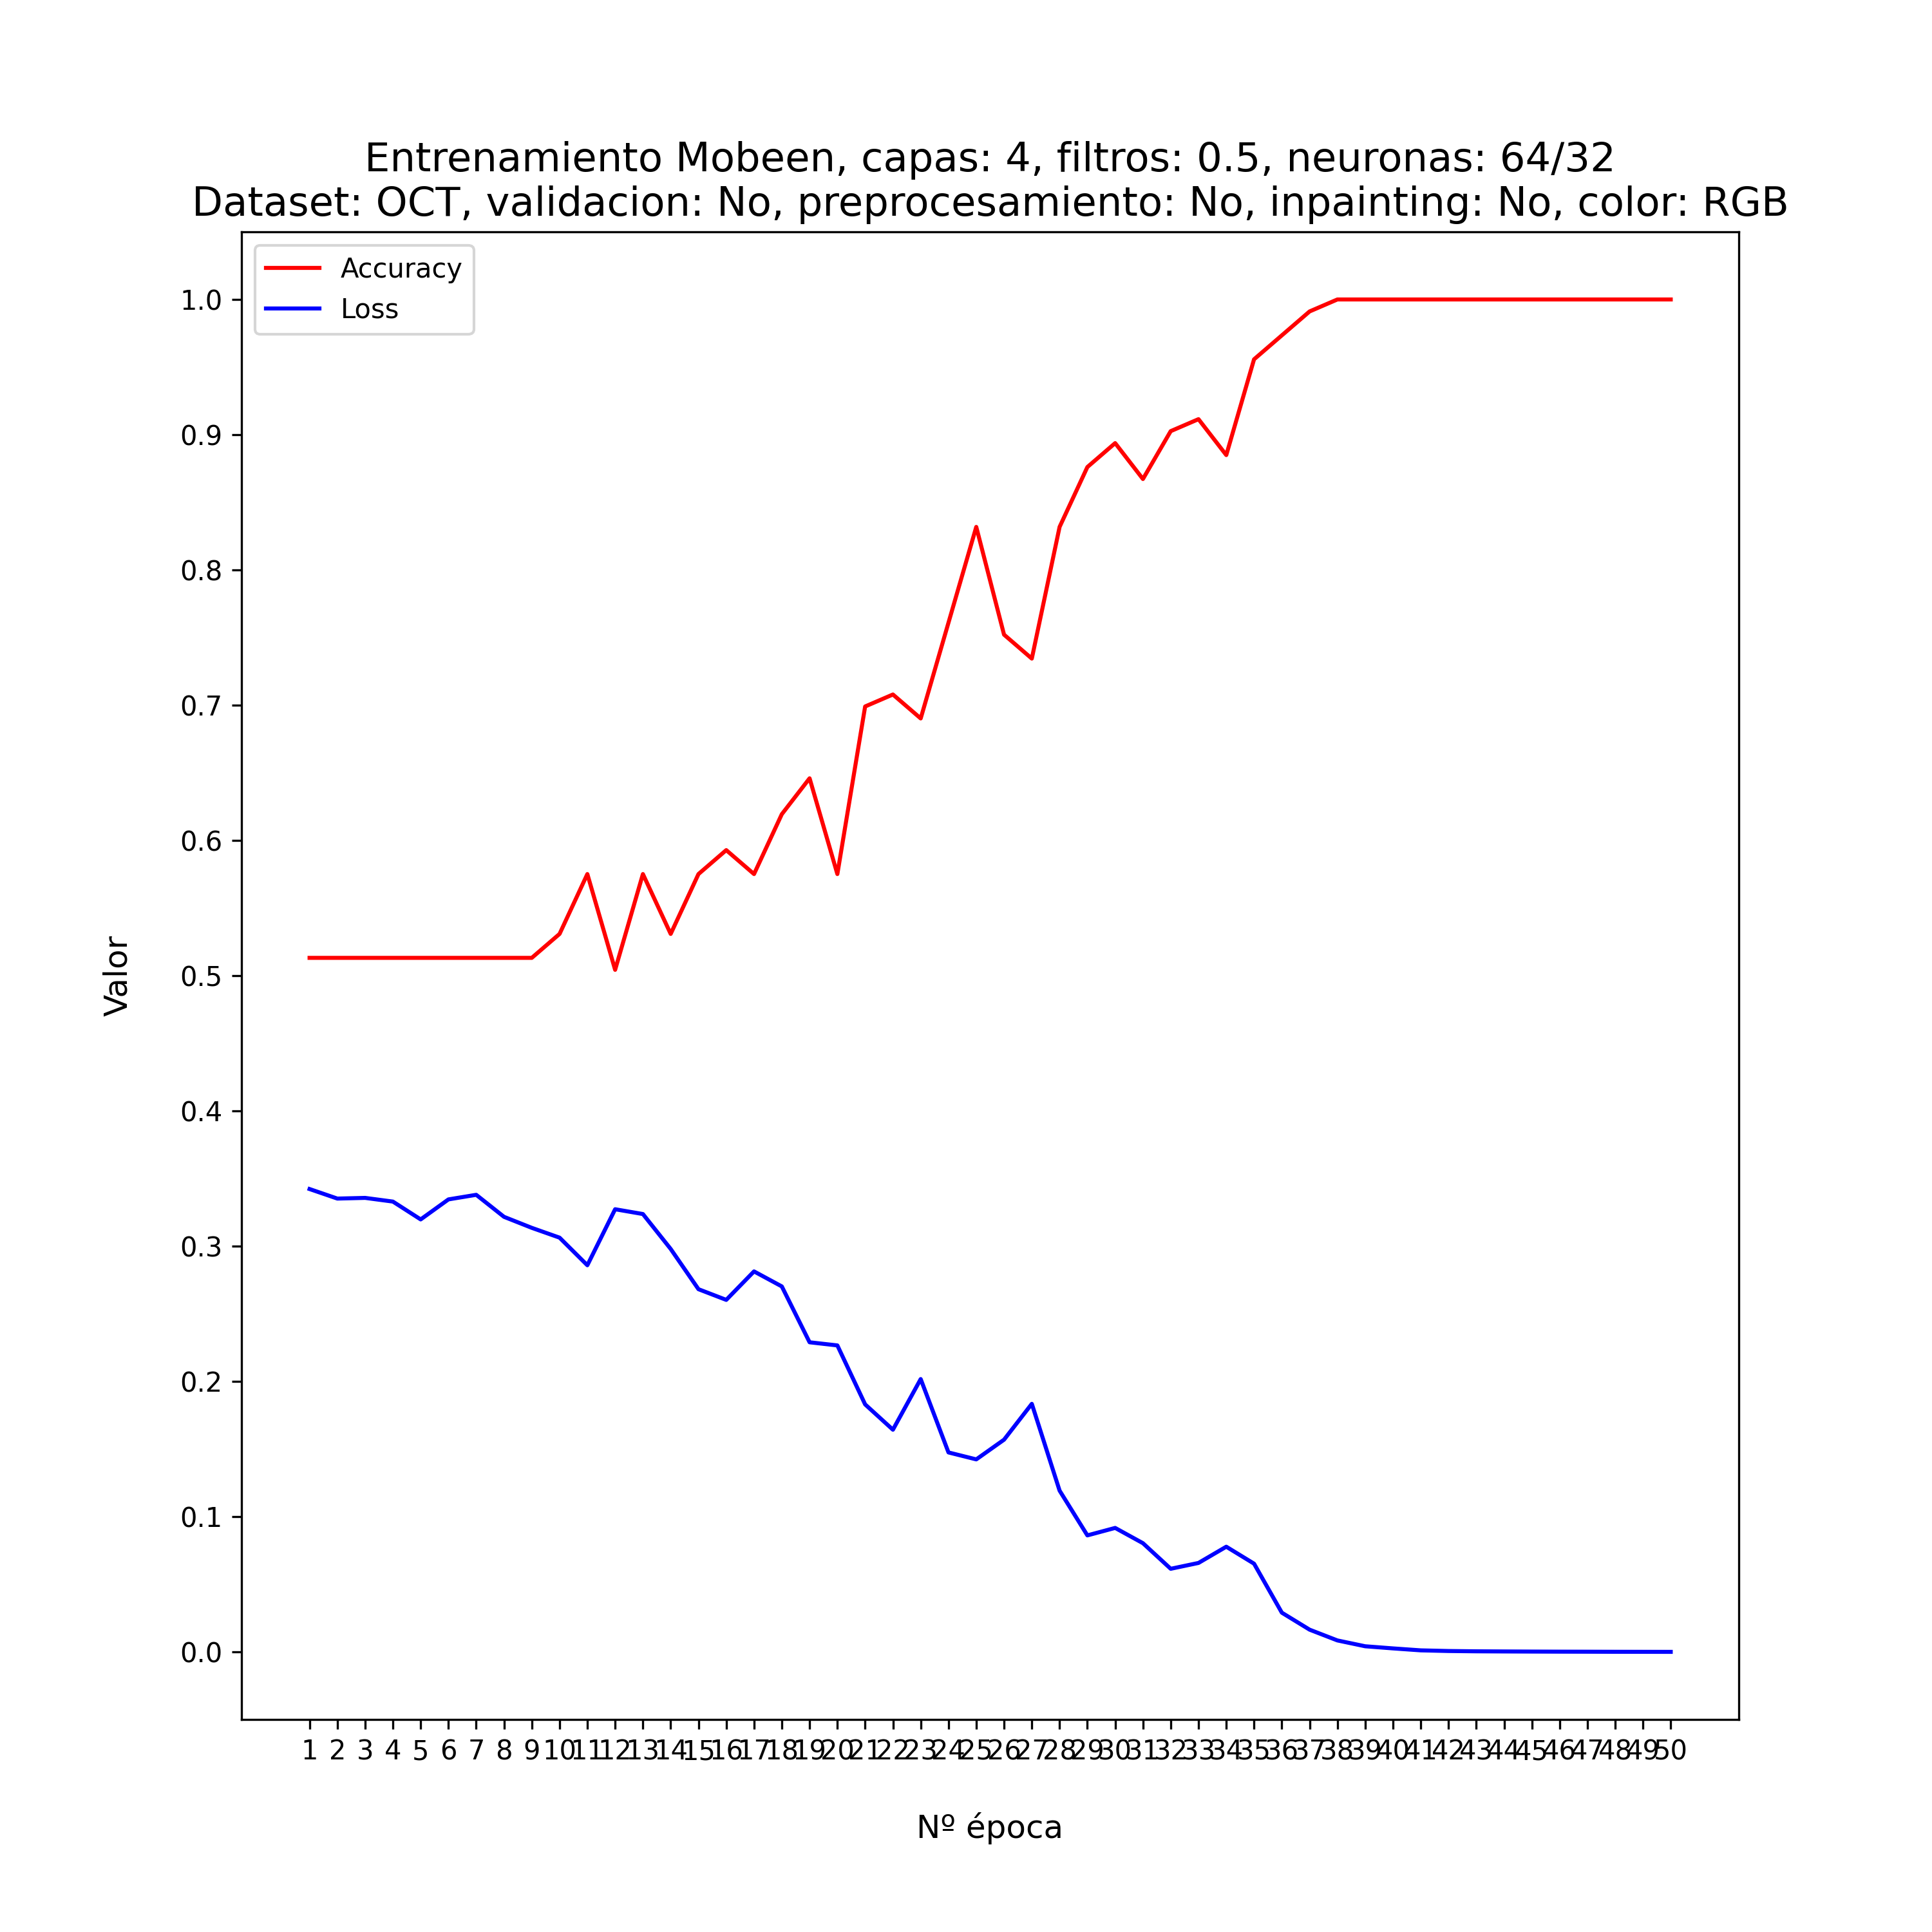 Entrenamiento Mobeen, capas: 4, filtros: 0.5, neuronas: 64/32
Dataset: OCT, validacion: No, preprocesamiento: No, inpainting: No, color: RGB
Accuracy
Loss
1.0
0.9
0.8
0.7
0.6
0.5
0.4
0.3
0.2
0.1
0.0
Valor
1 2 3 4 5 6 7 8 9 10 11 12 13 14 15 16 17 18 19 20 21 22 23 24 25 26 27 28 29 30 31 32 33 34 35 36 37 38 39 40 41 42 43 44 45 46 47 48 49 50
Nº época